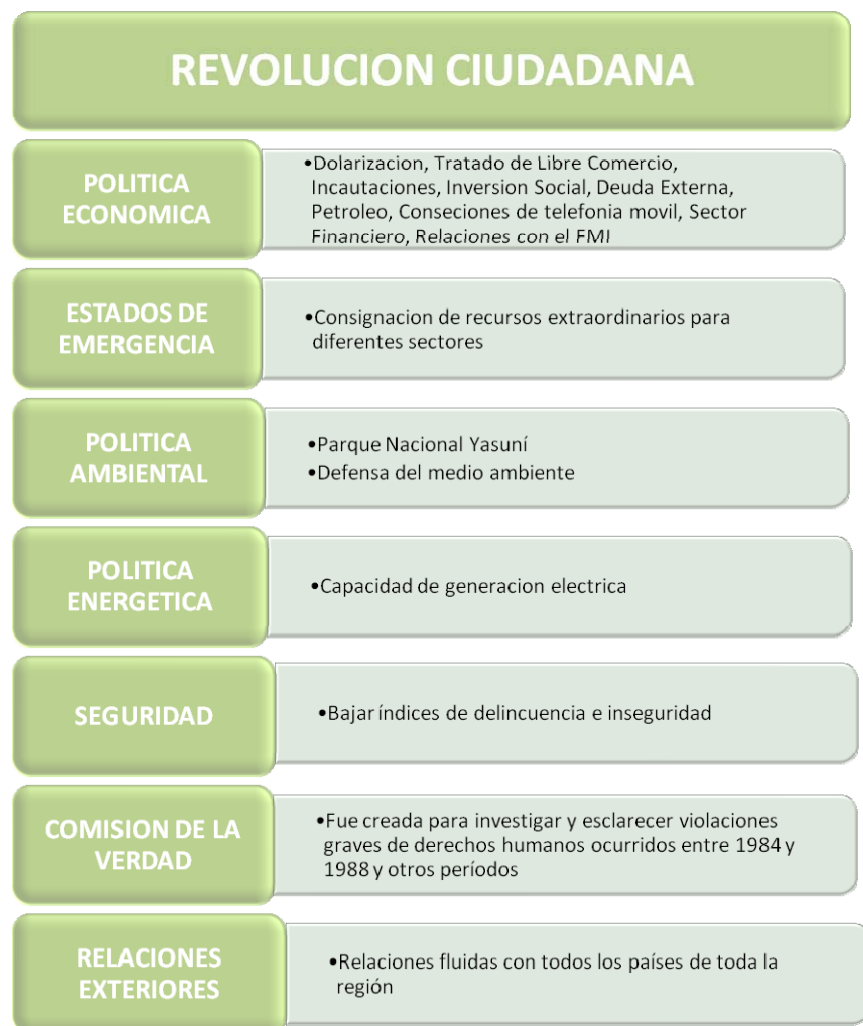 REVOLUCION CIUDADANA
POLITICA
ECONOMICA
•Dolarizacion, Tratado de Libre Comercio,
Incautaciones, Inversion Social, Deuda Externa,
Petroleo, Conseciones de telefonia movil, Sector
Financiero, Relaciones con el FMI
ESTADOS DE
EMERGENCIA
•Consignacion de recursos extraordinarios para
diferentes sectores
POLITICA
AMBIENTAL
•Parque Nacional Yasuní
•Defensa del medio ambiente
POLITICA
ENERGETICA
•Capacidad de generacion electrica
SEGURIDAD
•Bajar índices de delincuencia e inseguridad
COMISION DE LA
VERDAD
•Fue creada para investigar y esclarecer violaciones
graves de derechos humanos ocurridos entre 1984 y
1988 y otros períodos
RELACIONES
EXTERIORES
•Relaciones fluidas con todos los países de toda la
región